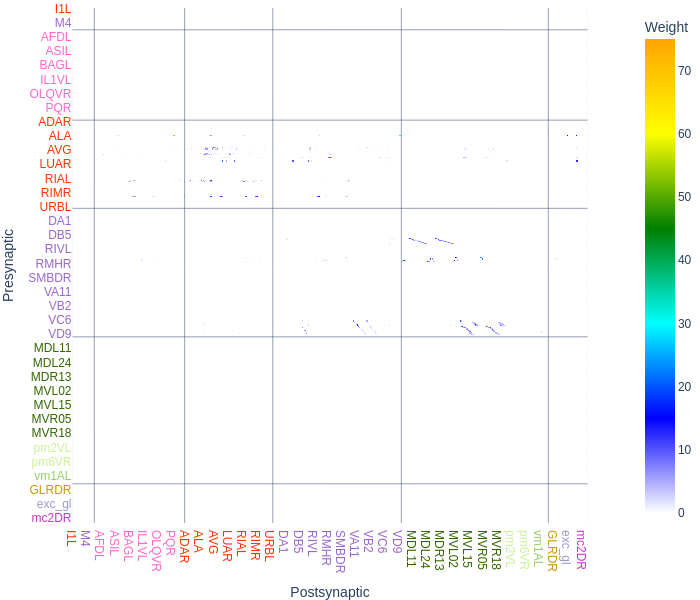 I1L
M4
AFDL
ASIL
BAGL
IL1VL
OLQVR
PQR
ADAR
ALA
AVG
LUAR
RIAL
RIMR
URBL
DA1
DB5
RIVL
RMHR
SMBDR
VA11
VB2
VC6
VD9
MDL11
MDL24
MDR13
MVL02
MVL15
MVR05
MVR18
pm2VL
pm6VR
vm1AL
GLRDR
exc_gl
mc2DR
Presynaptic
I1L
M4
AFDL
ASIL
BAGL
IL1VL
OLQVR
PQR
ADAR
ALA
AVG
LUAR
RIAL
RIMR
URBL
DA1
DB5
RIVL
RMHR
SMBDR
VA11
VB2
VC6
VD9
MDL11
MDL24
MDR13
MVL02
MVL15
MVR05
MVR18
pm2VL
pm6VR
vm1AL
GLRDR
exc_gl
mc2DR
Postsynaptic
Weight
70
60
50
40
30
20
10
0